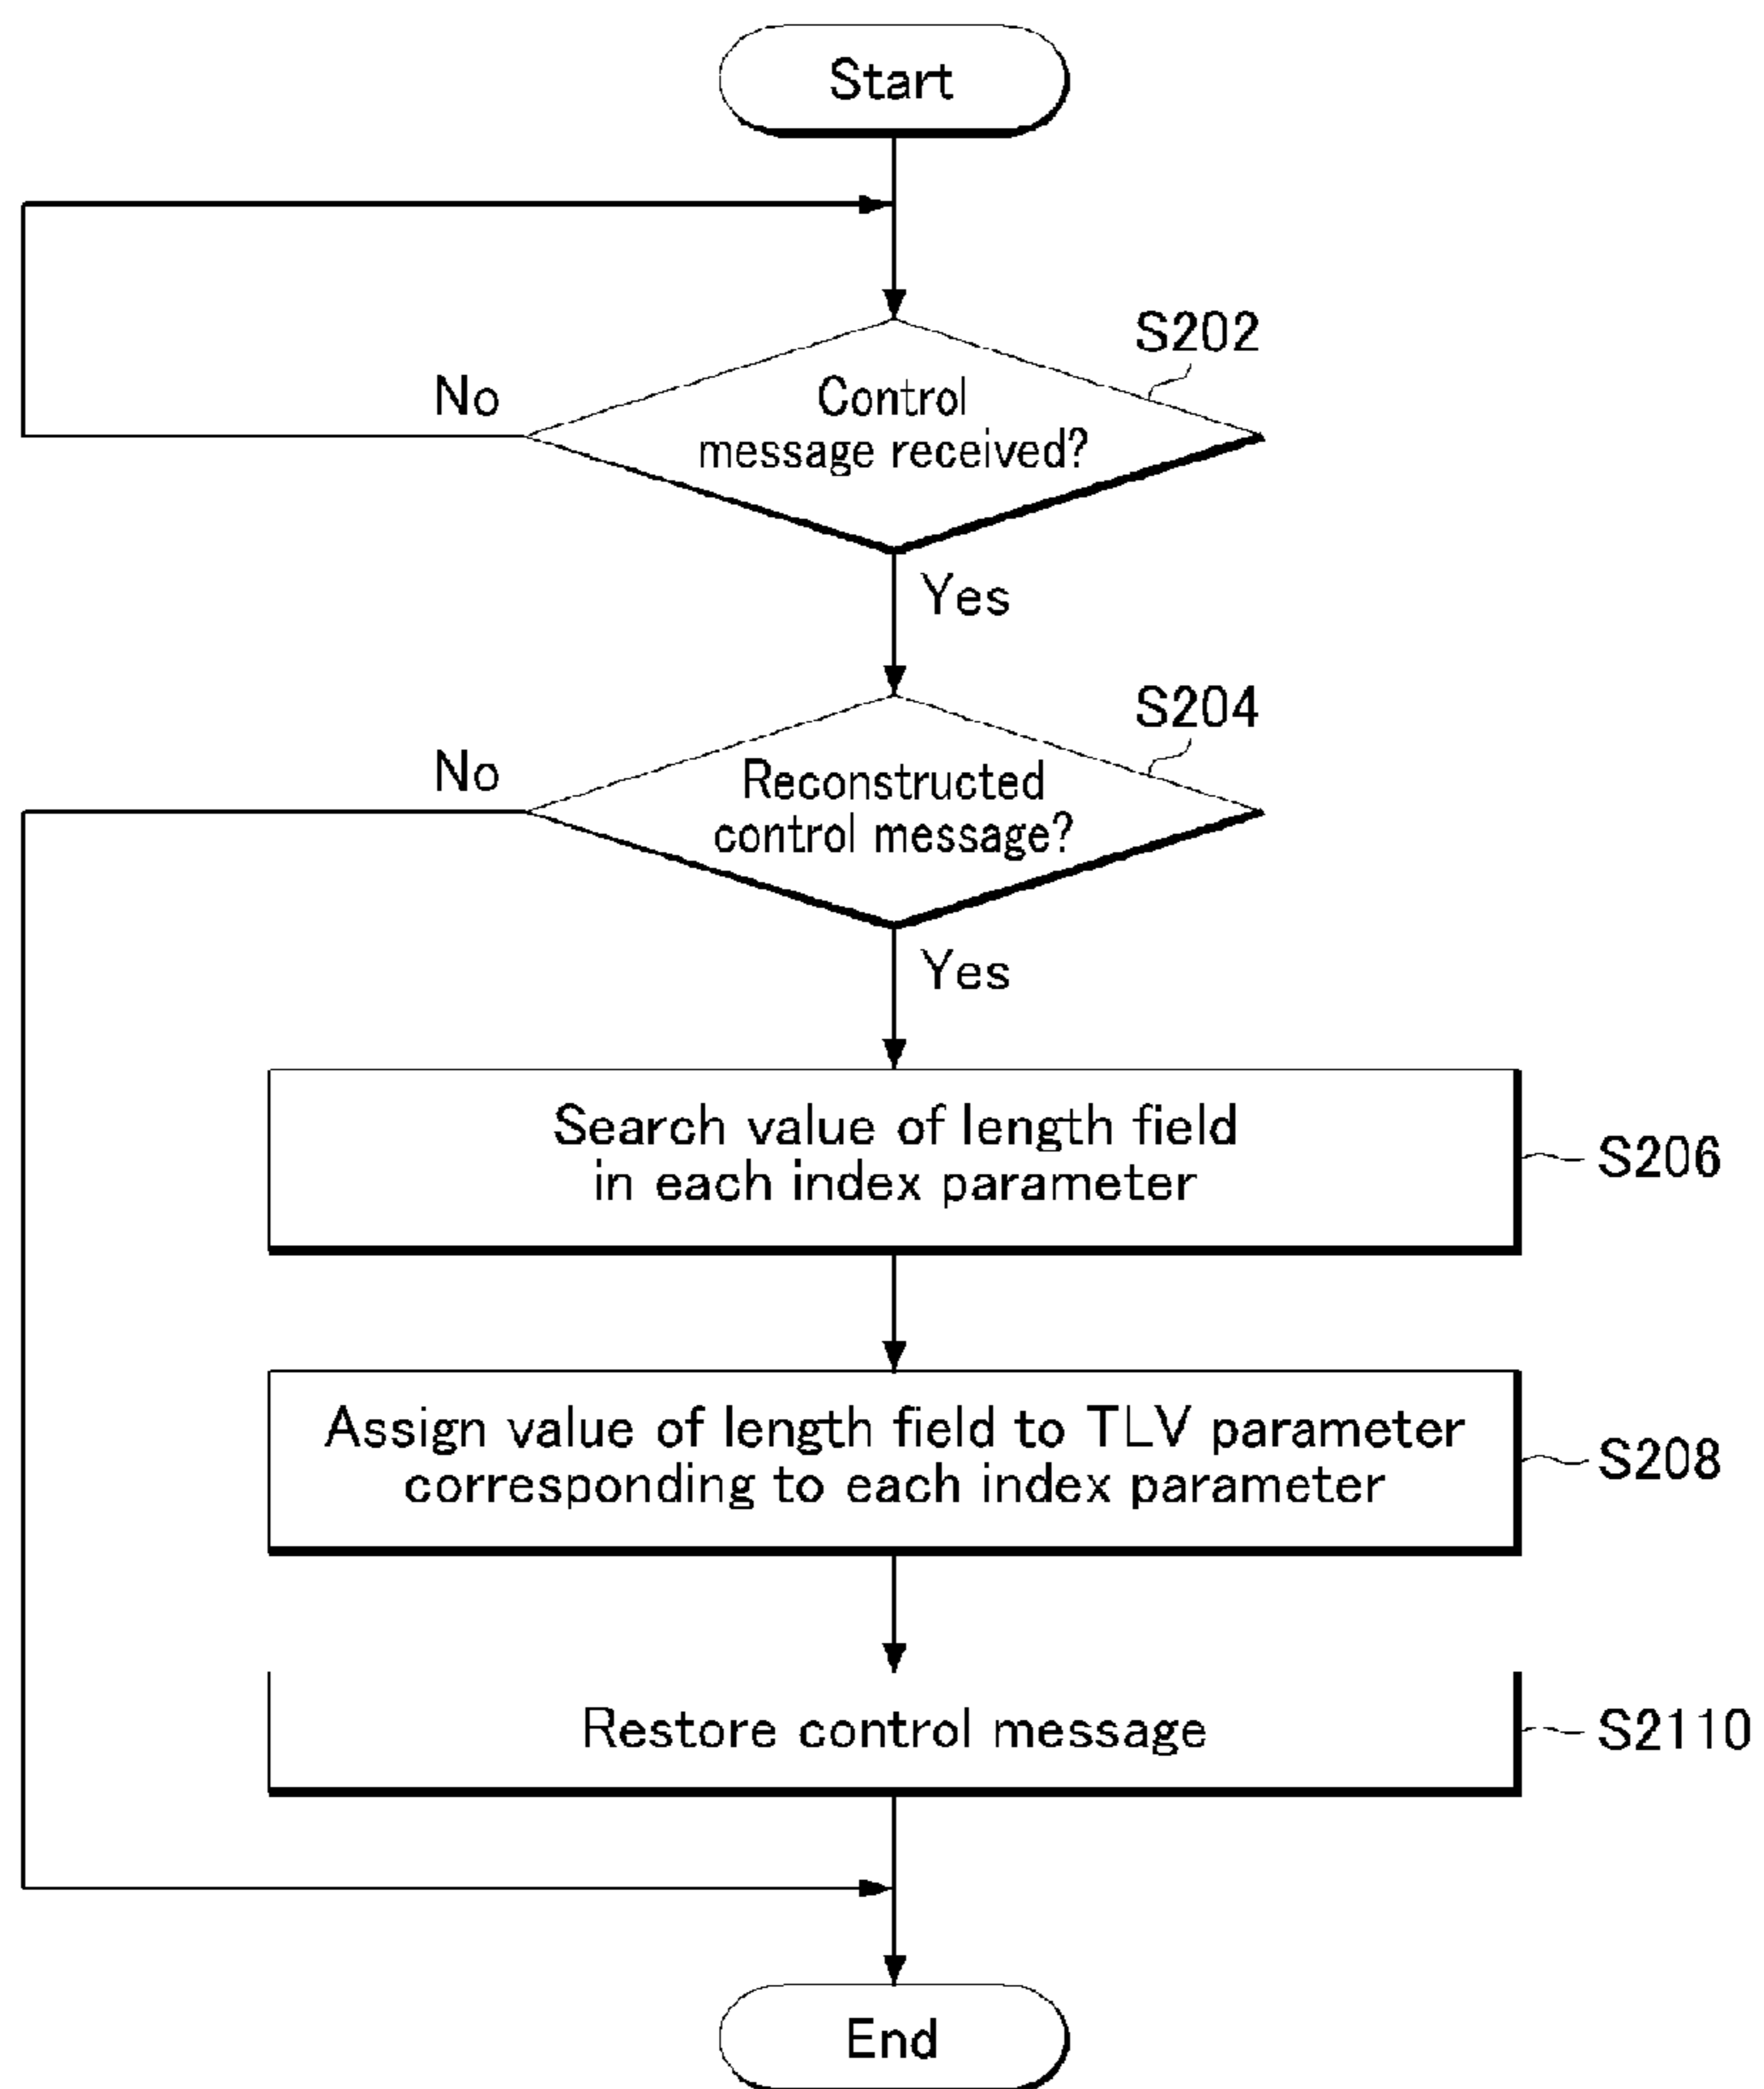 Start
S202
No
Control
message received?
Yes
S204
No
Reconstructed
control message?
Yes
Search value of length field
in each index parameter
S206
Assign value of length field to TLV parameter
corresponding to each index parameter
S208
Restore control message
S2110
End